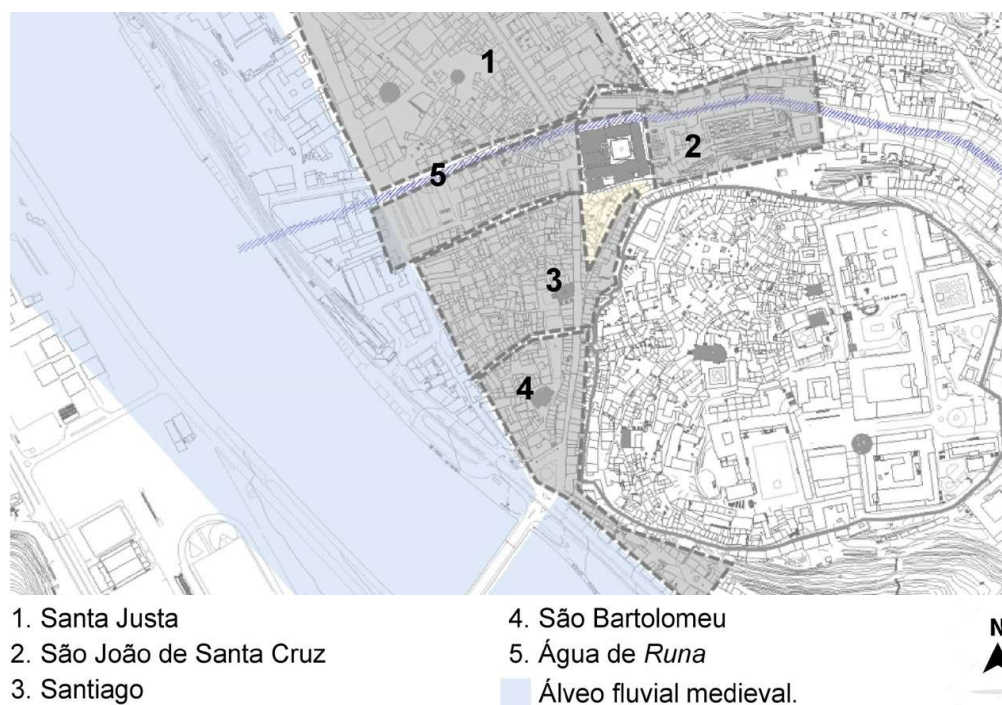 1
2
5
3
4
1. Santa Justa
2. São João de Santa Cruz
3. Santiago
4. São Bartolomeu
5. Água de Runa
Álveo fluvial medieval.
N